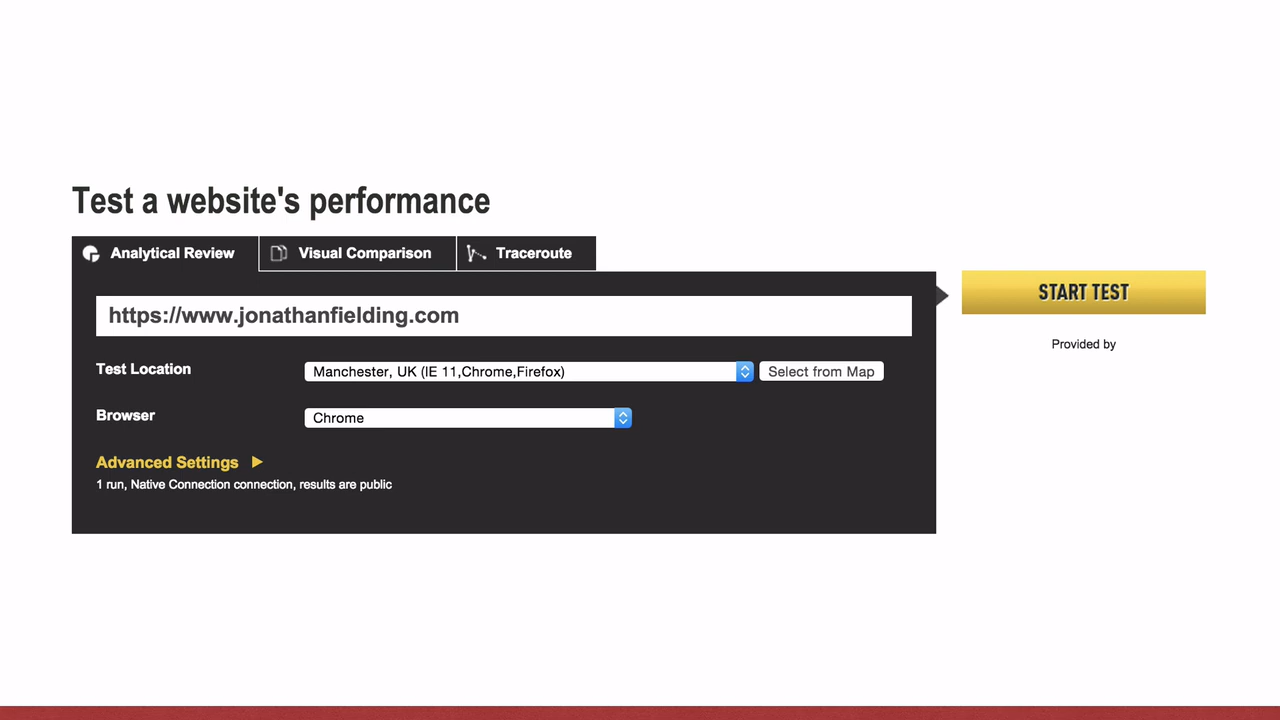 Test a website's performance
Analytical Review Visual Comparison Traceroute
https://www.jonathanfielding.com
START TEST
Provided by
Test Location Manchester, UK (IE 11,Chrome,Firefox) Select from Map
Browser Chrome
Advanced Settings
1 run, Native Connection connection, results are public